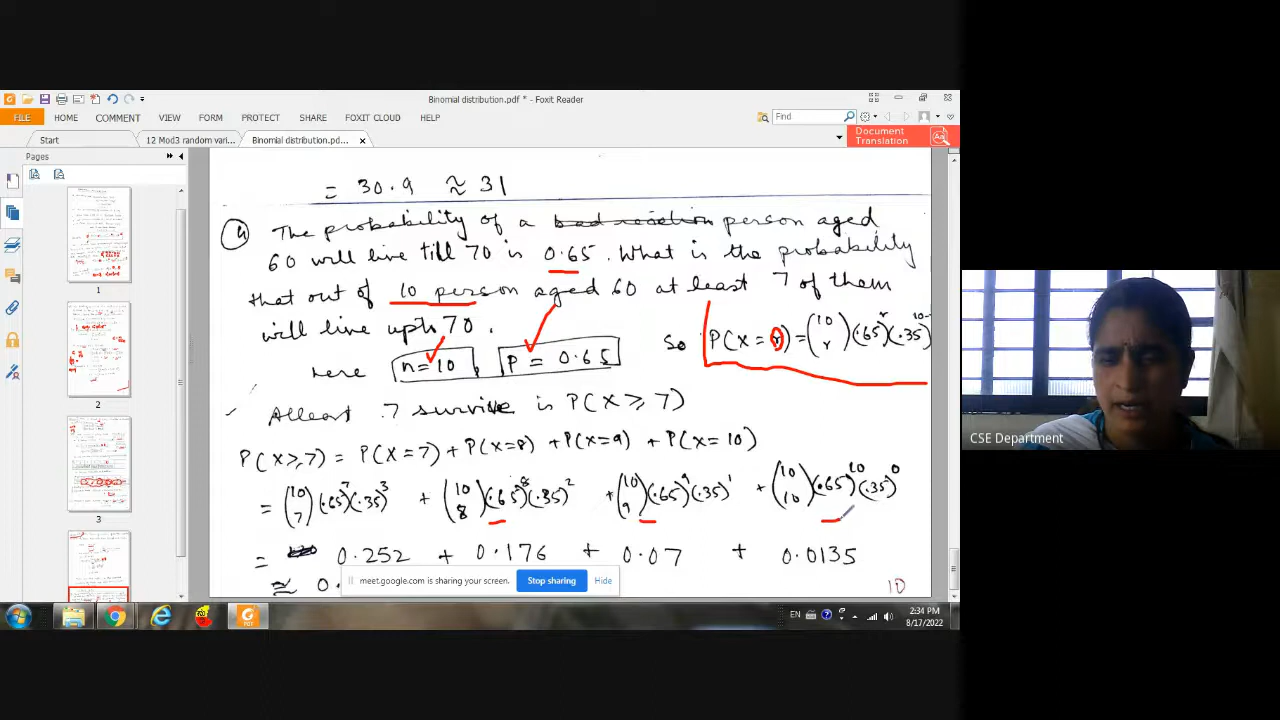 Binomial distribution.pdf * - Foxit Reader
FILE HOME COMMENT FORM PROTECT SHARE FOXIT CLOUD HELP
Find
Document Translation
Start 12 Mod3 random vari... Binomial distribution.pd...
Pages
1
2
3
= 30.9 ≈ 31
(4) The probability of a bad reaction person aged
60 will live till 70 is 0.65. What is the probability
that out of 10 person aged 60 at least 7 of them
will live upto 70.
here n=10, p = 0.65 So P(X=r)=(10 r)(.65)^r(.35)^10-
Atleast 7 survive is P(X≥7)
P(X≥7) = P(X=7)+P(X=8)+P(X=9)+P(X=10)
= (10 7)(.65)^7(.35)^3 + (10 8)(.65)^8(.35)^2 + (10 9)(.65)^9(.35)^1 + (10 10)(.65)^10(.35)^0
= 0.252 + 0.176 + 0.07 + 0.0135
≈ 0.
10
meet.google.com is sharing your screen. Stop sharing Hide
CSE Department
EN 2:34 PM
8/17/2022